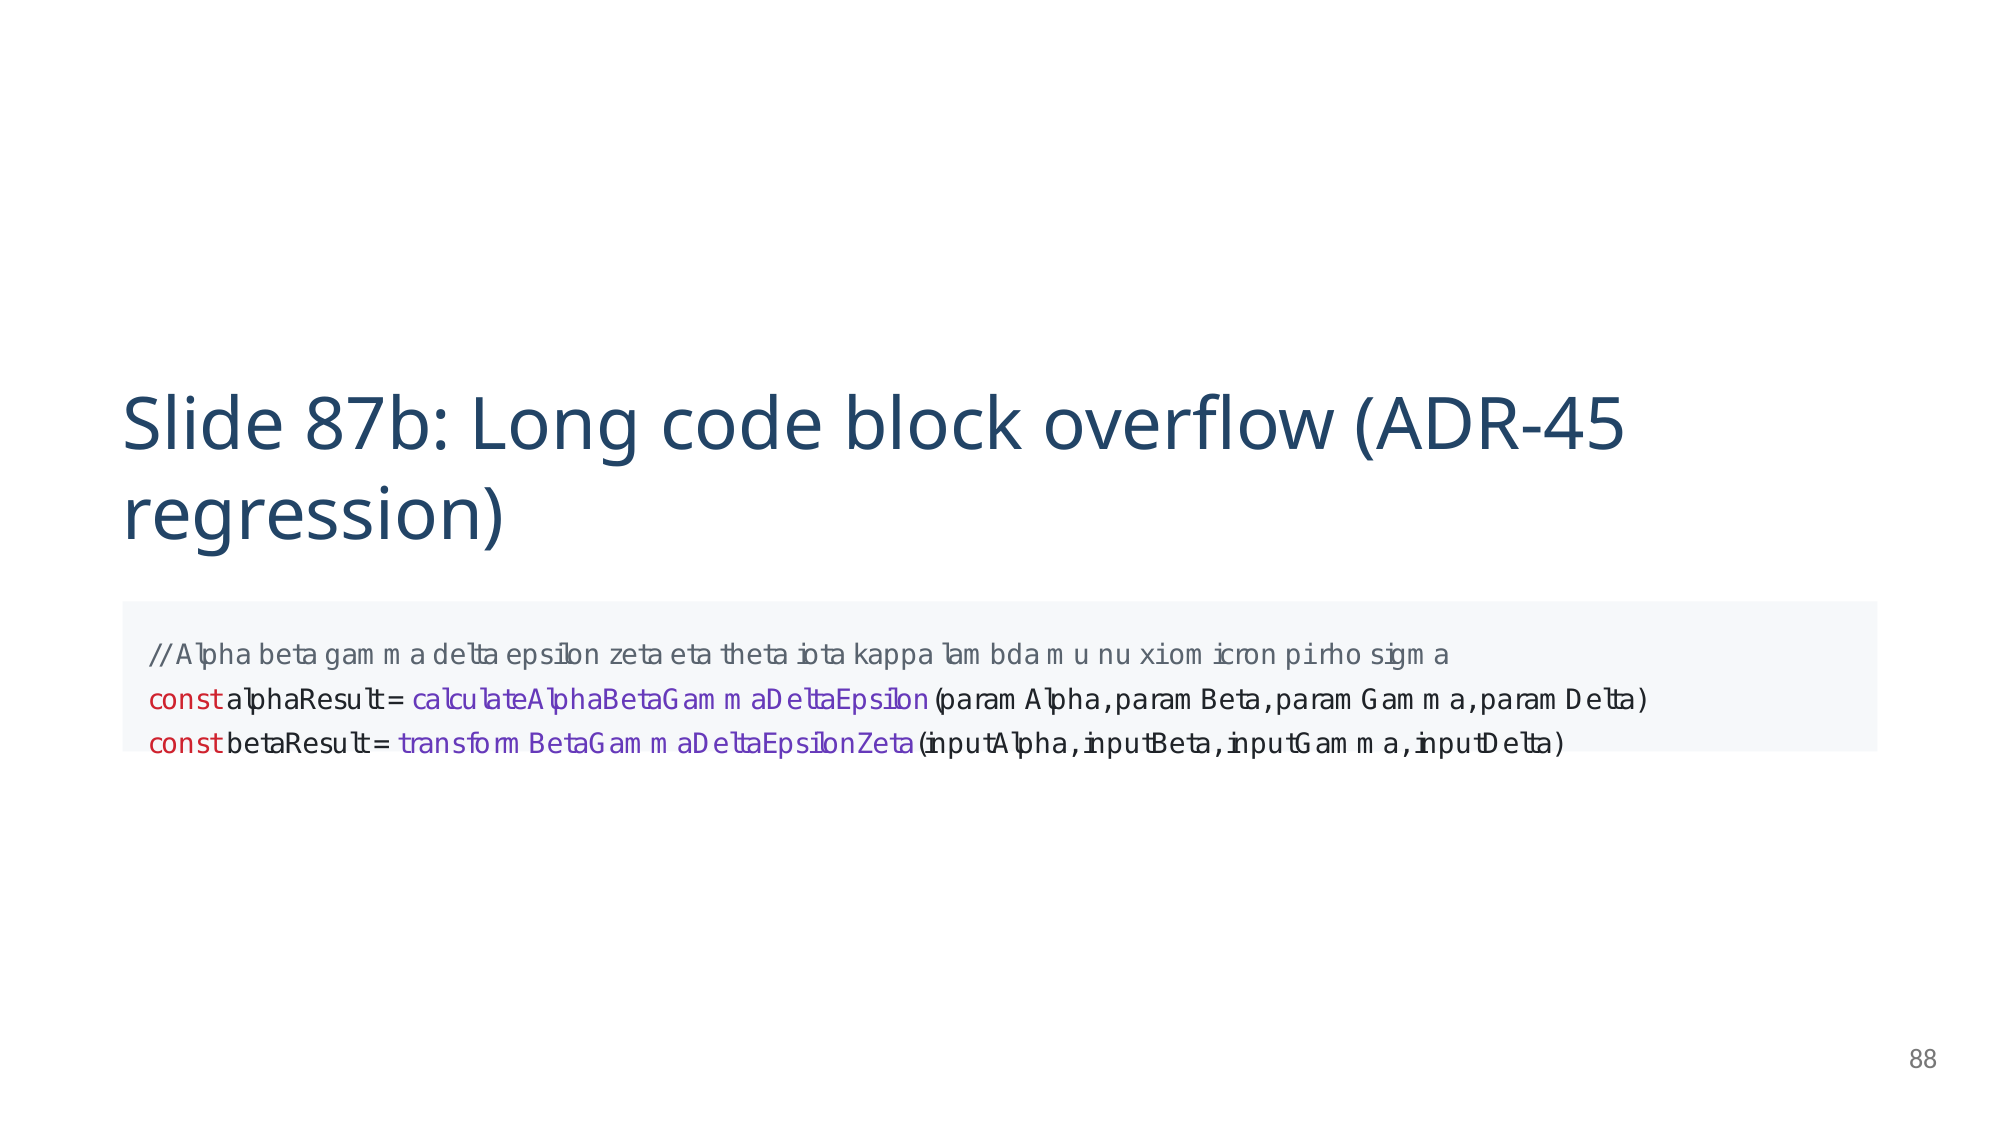 Slide 87b: Long code block overflow (ADR-45
regression)
// Alpha beta gamma delta epsilon zeta eta theta iota kappa lambda mu nu xi omicron pi rho sigma
const alphaResult = calculateAlphaBetaGammaDeltaEpsilon(paramAlpha, paramBeta, paramGamma, paramDelta)
const betaResult = transformBetaGammaDeltaEpsilonZeta(inputAlpha, inputBeta, inputGamma, inputDelta)
88